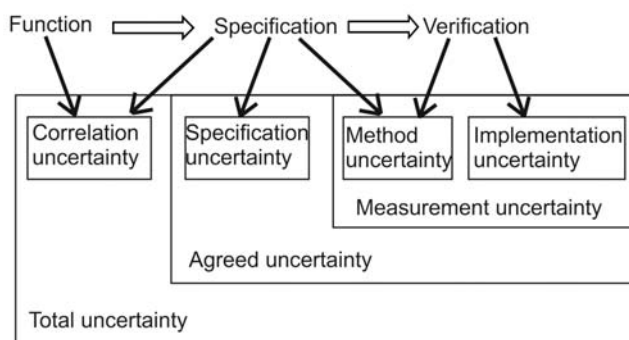 Function
Specification
Verification
Correlation
uncertainty
Specification
uncertainty
Method
uncertainty
Implementation
uncertainty
Measurement uncertainty
Agreed uncertainty
Total uncertainty